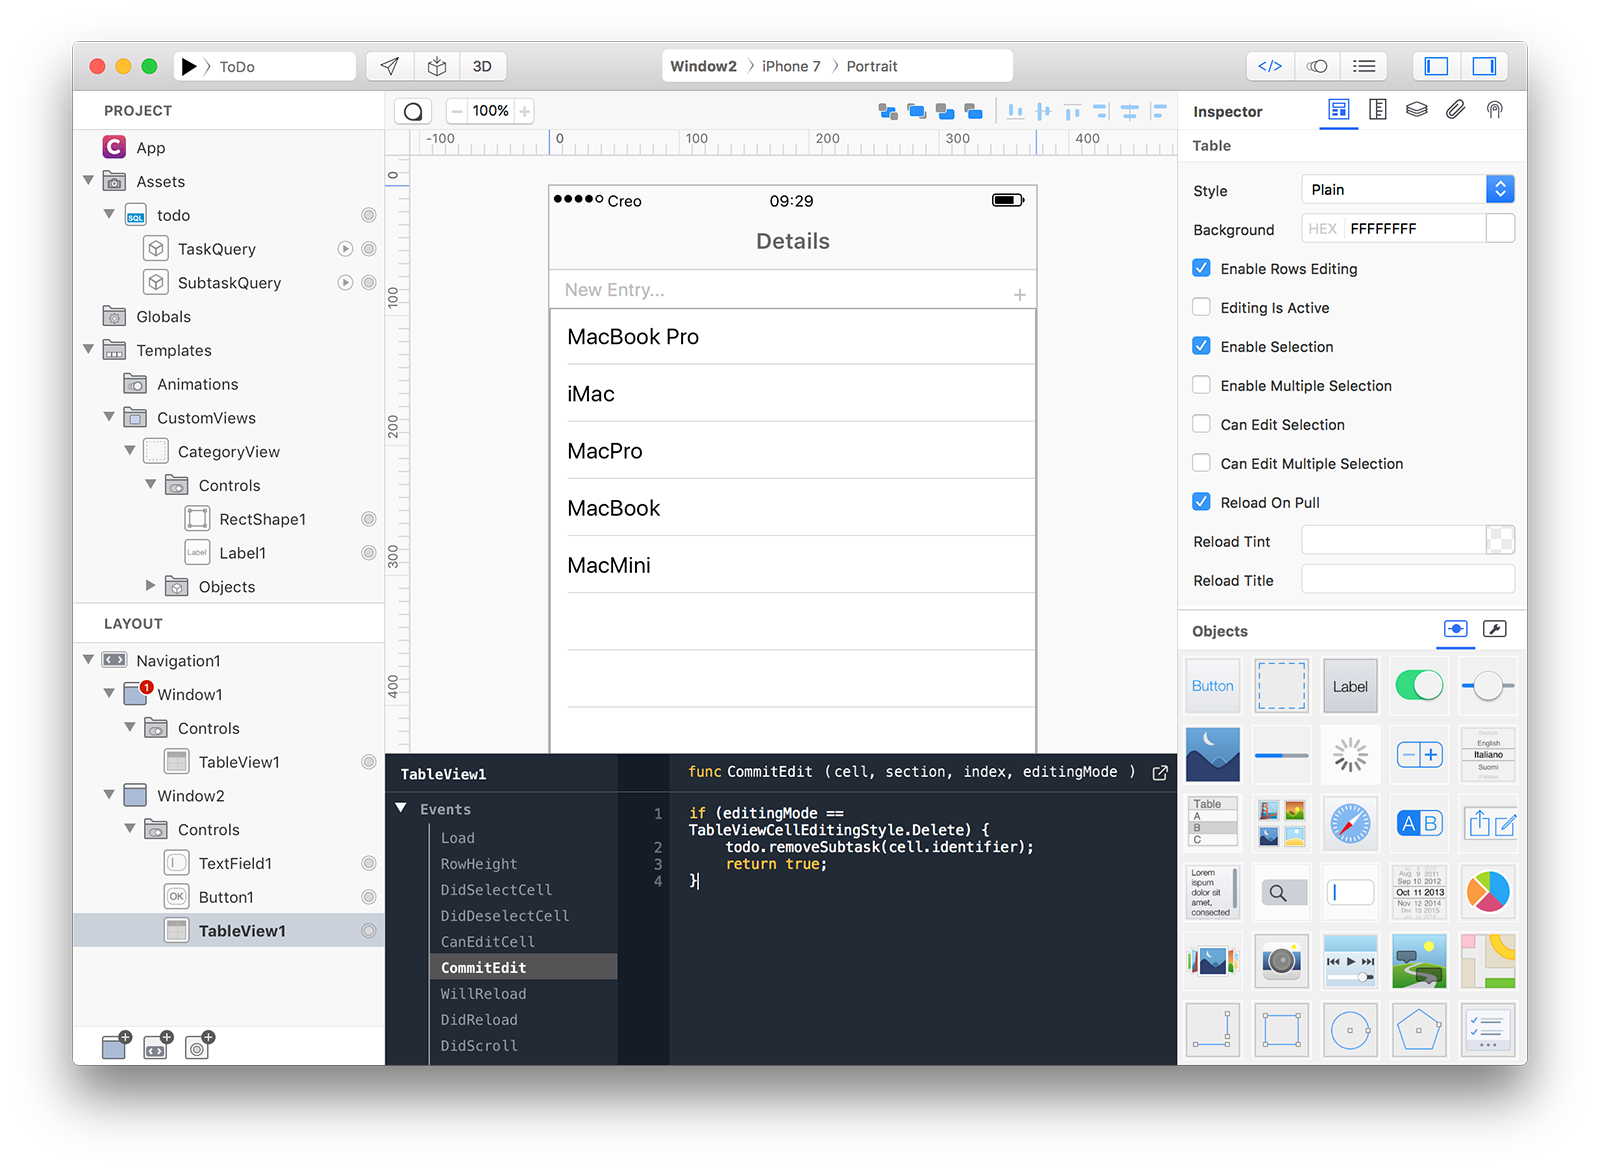 ToDo
3D
Window2 iPhone 7 Portrait
PROJECT
App
Assets
todo
SQL
TaskQuery
SubtaskQuery
Globals
Templates
Animations
CustomViews
CategoryView
Controls
RectShape1
Label Label1
Objects
LAYOUT
Navigation1
1 Window1
Controls
TableView1
Window2
Controls
TextField1
OK Button1
TableView1
100%
-100 0 100 200 300 400
0
100
200
300
400
Creo 09:29
Details
New Entry... +
MacBook Pro
iMac
MacPro
MacBook
MacMini
TableView1
Events
Load
RowHeight
DidSelectCell
DidDeselectCell
CanEditCell
CommitEdit
WillReload
DidReload
DidScroll
func CommitEdit (cell, section, index, editingMode )
1 if (editingMode ==
TableViewCellEditingStyle.Delete) {
2 todo.removeSubtask(cell.identifier);
3 return true;
4 }
Inspector
Table
Style Plain
Background HEX FFFFFFFF
Enable Rows Editing
Editing Is Active
Enable Selection
Enable Multiple Selection
Can Edit Selection
Can Edit Multiple Selection
Reload On Pull
Reload Tint
Reload Title
Objects
Button
Label
English
Italiano
Suomi
Table
A
B
C
A B
Lorem
ipsum
dolor sit
amet,
consected
Aug 9 2011
Sep 10 2012
Oct 11 2013
Nov 12 2014
Dec 13 2015